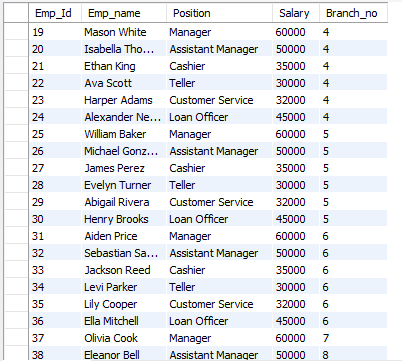 Emp_Id Emp_name Position Salary Branch_no
19 Mason White Manager 60000 4
20 Isabella Tho... Assistant Manager 50000 4
21 Ethan King Cashier 35000 4
22 Ava Scott Teller 30000 4
23 Harper Adams Customer Service 32000 4
24 Alexander Ne... Loan Officer 45000 4
25 William Baker Manager 60000 5
26 Michael Gonz... Assistant Manager 50000 5
27 James Perez Cashier 35000 5
28 Evelyn Turner Teller 30000 5
29 Abigail Rivera Customer Service 32000 5
30 Henry Brooks Loan Officer 45000 5
31 Aiden Price Manager 60000 6
32 Sebastian Sa... Assistant Manager 50000 6
33 Jackson Reed Cashier 35000 6
34 Levi Parker Teller 30000 6
35 Lily Cooper Customer Service 32000 6
36 Ella Mitchell Loan Officer 45000 6
37 Olivia Cook Manager 60000 7
38 Eleanor Bell Assistant Manager 50000 8